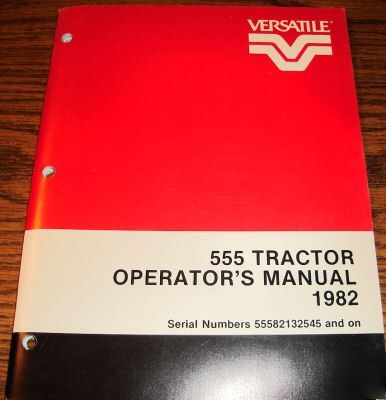 VERSATILE
555 TRACTOR
OPERATOR'S MANUAL
1982
Serial Numbers 55582132545 and on